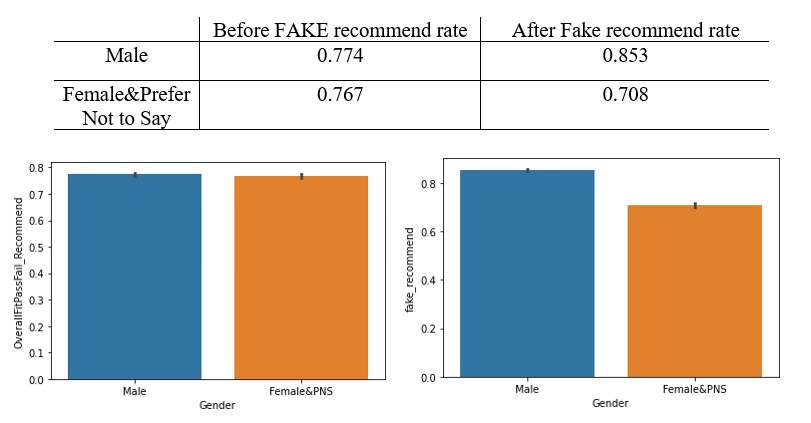 Before FAKE recommend rate After Fake recommend rate
Male 0.774 0.853
Female&Prefer 0.767 0.708
Not to Say
0.8
0.7
0.6
0.5
0.4
0.3
0.2
0.1
0.0
OverallFitPassFail_Recommend
Male Female&PNS
Gender
0.8
0.6
0.4
0.2
0.0
fake_recommend
Male Female&PNS
Gender